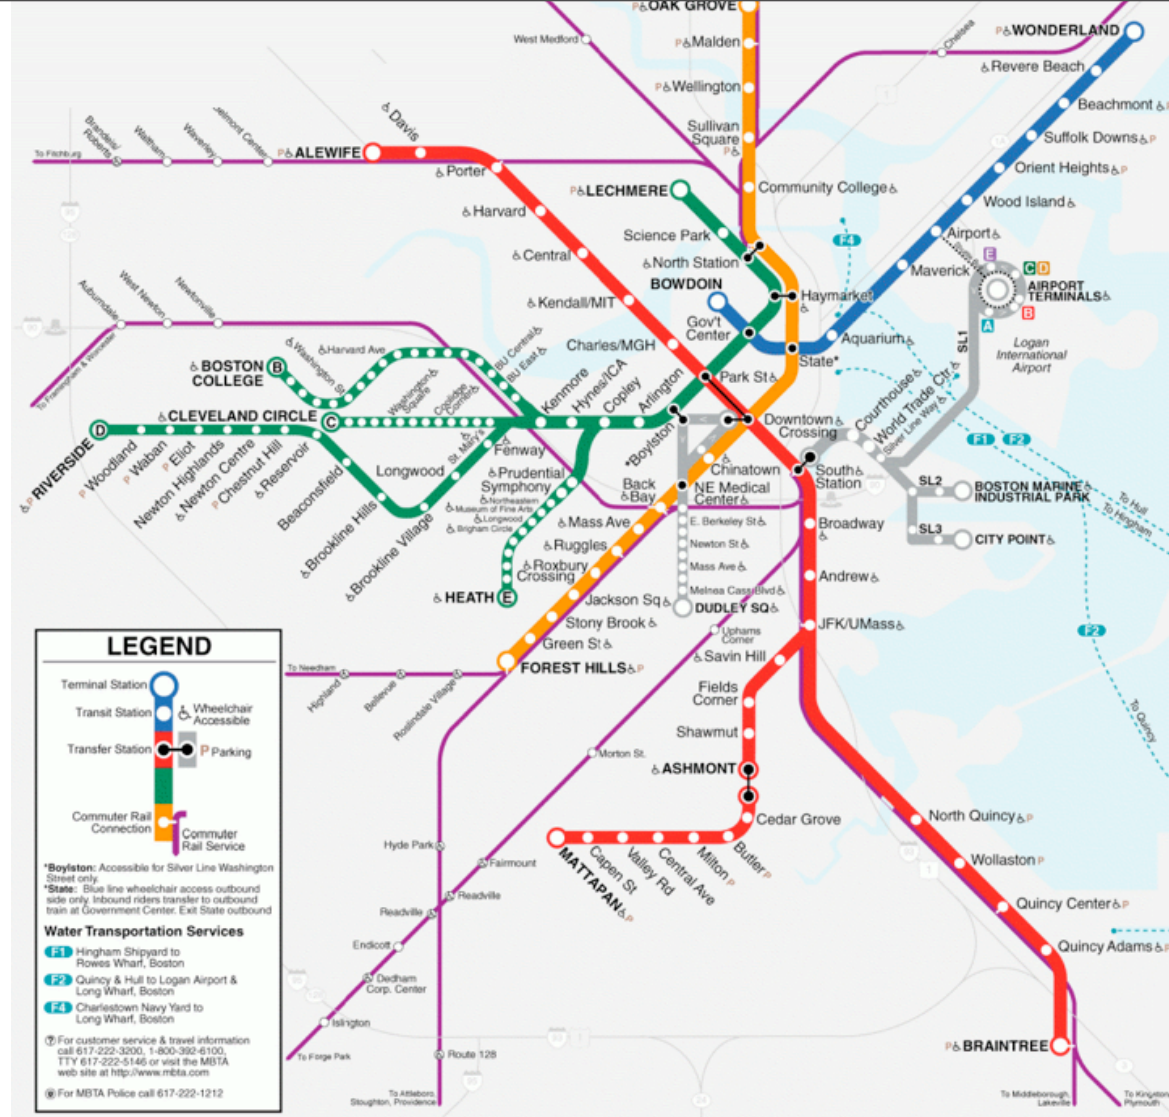 OAK GROVE
Malden
Wellington
Sullivan
Square
Community College
West Medford
Chelsea
WONDERLAND
Revere Beach
Beachmont
Suffolk Downs
Orient Heights
Wood Island
Airport
Maverick
Aquarium
F4
E
C
D
AIRPORT
TERMINALS
A
B
Logan
International
Airport
SL1
To Fitchburg
Brandeis/
Roberts
Waltham
Waverley
Belmont Center
ALEWIFE
Davis
Porter
Harvard
Central
Kendall/MIT
Charles/MGH
LECHMERE
Science Park
North Station
BOWDOIN
Haymarket
Gov't
Center
State*
Park St
Downtown
Crossing
Auburndale
West Newton
Newtonville
To Framingham & Worcester
BOSTON
COLLEGE
B
Washington St
Harvard Ave
BU Central
BU East
CLEVELAND CIRCLE
C
Washington
Square
Coolidge
Corner
St. Mary's
Kenmore
Hynes/ICA
Copley
Arlington
*Boylston
RIVERSIDE
D
Woodland
Waban
Eliot
Newton Highlands
Newton Centre
Chestnut Hill
Reservoir
Beaconsfield
Brookline Hills
Brookline Village
Longwood
Fenway
Prudential
Symphony
Northeastern
Museum of Fine Arts
Longwood
Brigham Circle
HEATH
E
Chinatown
NE Medical
Center
Back
Bay
Mass Ave
Ruggles
Roxbury
Crossing
Jackson Sq
Stony Brook
Green St
FOREST HILLS
E. Berkeley St
Newton St
Mass Ave
Melnea Cass Blvd
DUDLEY SQ
Courthouse
World Trade Ctr.
Silver Line Way
South
Station
SL2
BOSTON MARINE
INDUSTRIAL PARK
SL3
CITY POINT
F1
F2
To Hull
To Hingham
F2
To Quincy
Broadway
Andrew
JFK/UMass
Uphams
Corner
Savin Hill
Fields
Corner
Shawmut
ASHMONT
Cedar Grove
Butler
Milton
Central Ave
Valley Rd
Capen St
MATTAPAN
Morton St.
North Quincy
Wollaston
Quincy Center
Quincy Adams
BRAINTREE
To Middleborough,
Lakeville
To Kingston
Plymouth
To Needham
Highland
Bellevue
Roslindale Village
Hyde Park
Fairmount
Readville
Readville
Endicott
Dedham
Corp. Center
Islington
To Forge Park
Route 128
To Attleboro,
Stoughton, Providence
LEGEND
Terminal Station
Transit Station
Wheelchair
Accessible
Transfer Station
P Parking
Commuter Rail
Connection
Commuter
Rail Service
*Boylston: Accessible for Silver Line Washington
Street only.
*State: Blue line wheelchair access outbound
side only. Inbound riders transfer to outbound
train at Government Center. Exit State outbound
Water Transportation Services
F1 Hingham Shipyard to
Rowes Wharf, Boston
F2 Quincy & Hull to Logan Airport &
Long Wharf, Boston
F4 Charlestown Navy Yard to
Long Wharf, Boston
For customer service & travel information
call 617-222-3200, 1-800-392-6100,
TTY 617-222-5146 or visit the MBTA
web site at http://www.mbta.com
For MBTA Police call 617-222-1212